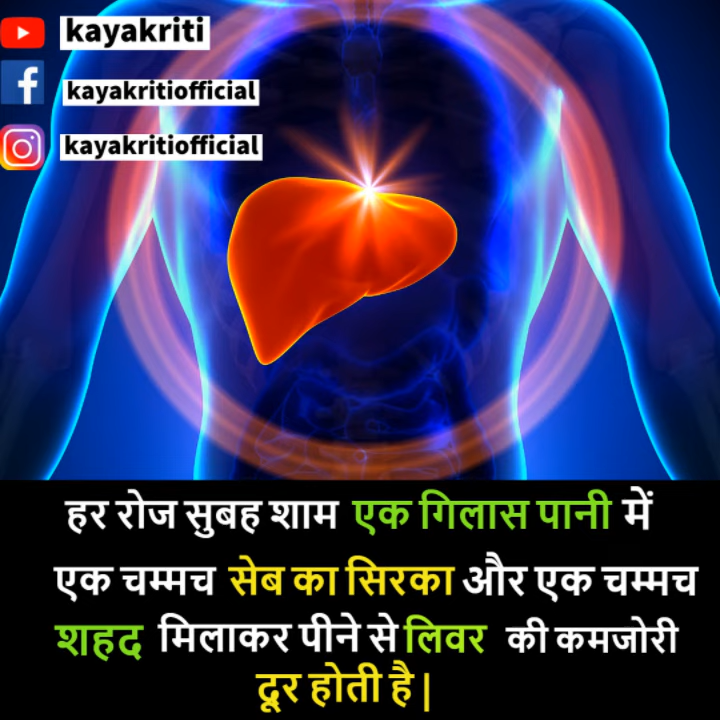 kayakriti
kayakritiofficial
kayakritiofficial
हर रोज सुबह शाम एक गिलास पानी में
एक चम्मच सेब का सिरका और एक चम्मच
शहद मिलाकर पीने से लिवर की कमजोरी
दूर होती है|